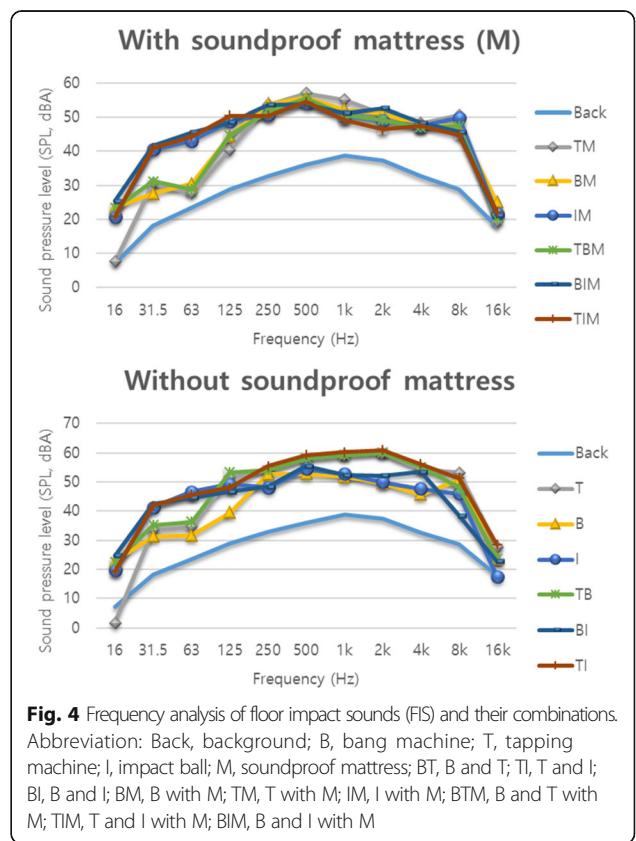 With soundproof mattress (M)
Sound pressure level (SPL, dBA)
60
50
40
30
20
10
0
16 31.5 63 125 250 500 1k 2k 4k 8k 16k
Frequency (Hz)
Back
TM
BM
IM
TBM
BIM
TIM
Without soundproof mattress
Sound pressure level (SPL, dBA)
70
60
50
40
30
20
10
0
16 31.5 63 125 250 500 1k 2k 4k 8k 16k
Frequency (Hz)
Back
T
B
I
TB
BI
TI
Fig. 4 Frequency analysis of floor impact sounds (FIS) and their combinations.
Abbreviation: Back, background; B, bang machine; T, tapping
machine; I, impact ball; M, soundproof mattress; BT, B and T; TI, T and I;
BI, B and I; BM, B with M; TM, T with M; IM, I with M; BTM, B and T with
M; TIM, T and I with M; BIM, B and I with M